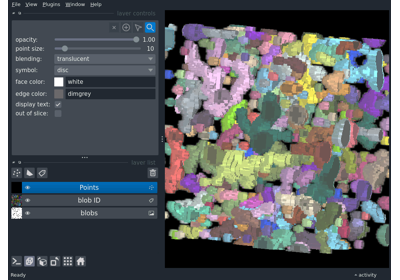 File View Plugins Window Help
layer controls
opacity: 1.00
point size: 10
blending: translucent
symbol: disc
face color: white
edge color: dimgrey
display text:
out of slice:
layer list
Points
blob ID
blobs
Ready
activity